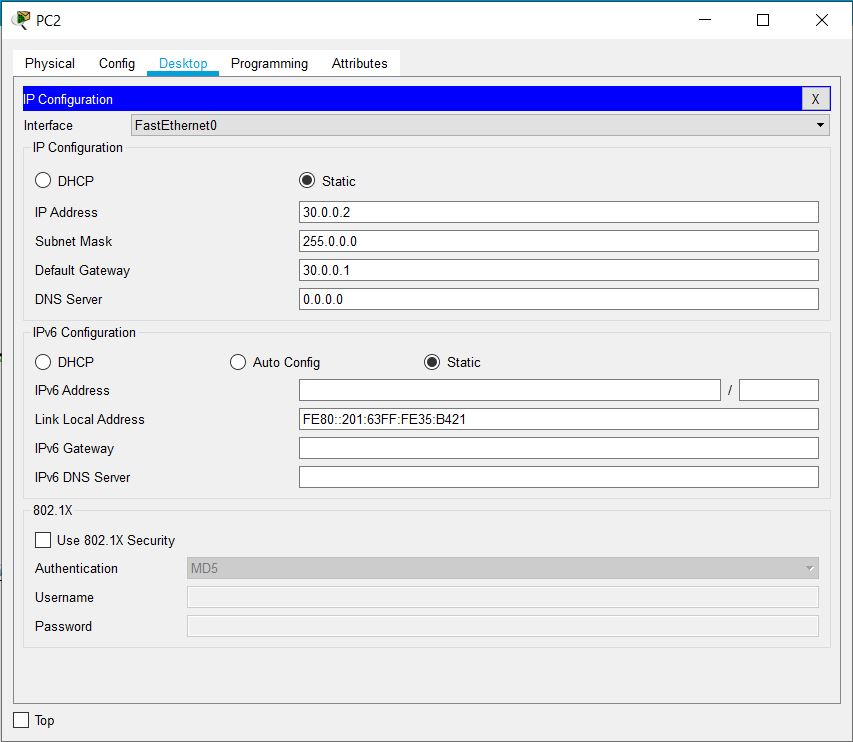 PC2
Physical Config Desktop Programming Attributes
IP Configuration X
Interface FastEthernet0
IP Configuration
DHCP Static
IP Address 30.0.0.2
Subnet Mask 255.0.0.0
Default Gateway 30.0.0.1
DNS Server 0.0.0.0
IPv6 Configuration
DHCP Auto Config Static
IPv6 Address /
Link Local Address FE80::201:63FF:FE35:B421
IPv6 Gateway
IPv6 DNS Server
802.1X
Use 802.1X Security
Authentication MD5
Username
Password
Top